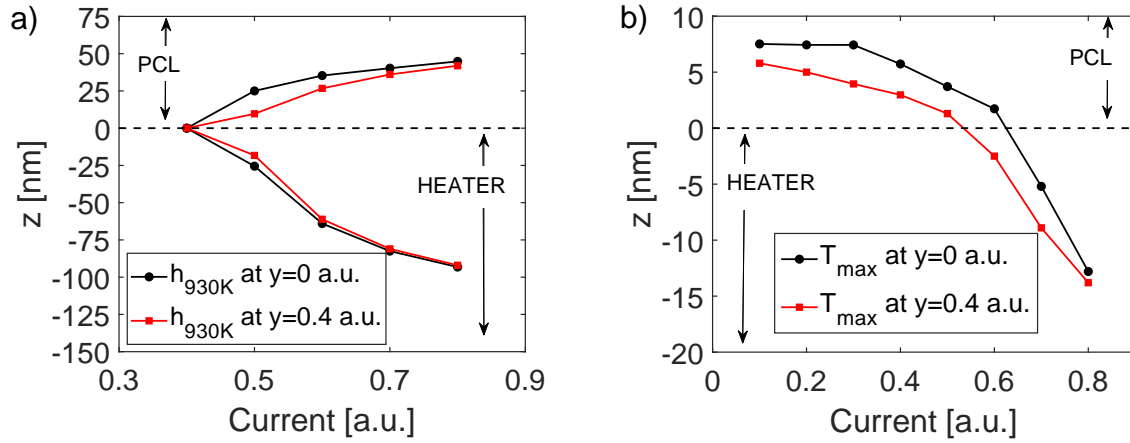 a)
75
50
25
0
-25
-50
-75
-100
-125
-150
z [nm]
PCL
HEATER
h930K at y=0 a.u.
h930K at y=0.4 a.u.
0.3
0.5
0.7
0.9
Current [a.u.]
b)
10
5
0
-5
-10
-15
-20
z [nm]
PCL
HEATER
Tmax at y=0 a.u.
Tmax at y=0.4 a.u.
0
0.2
0.4
0.6
0.8
Current [a.u.]